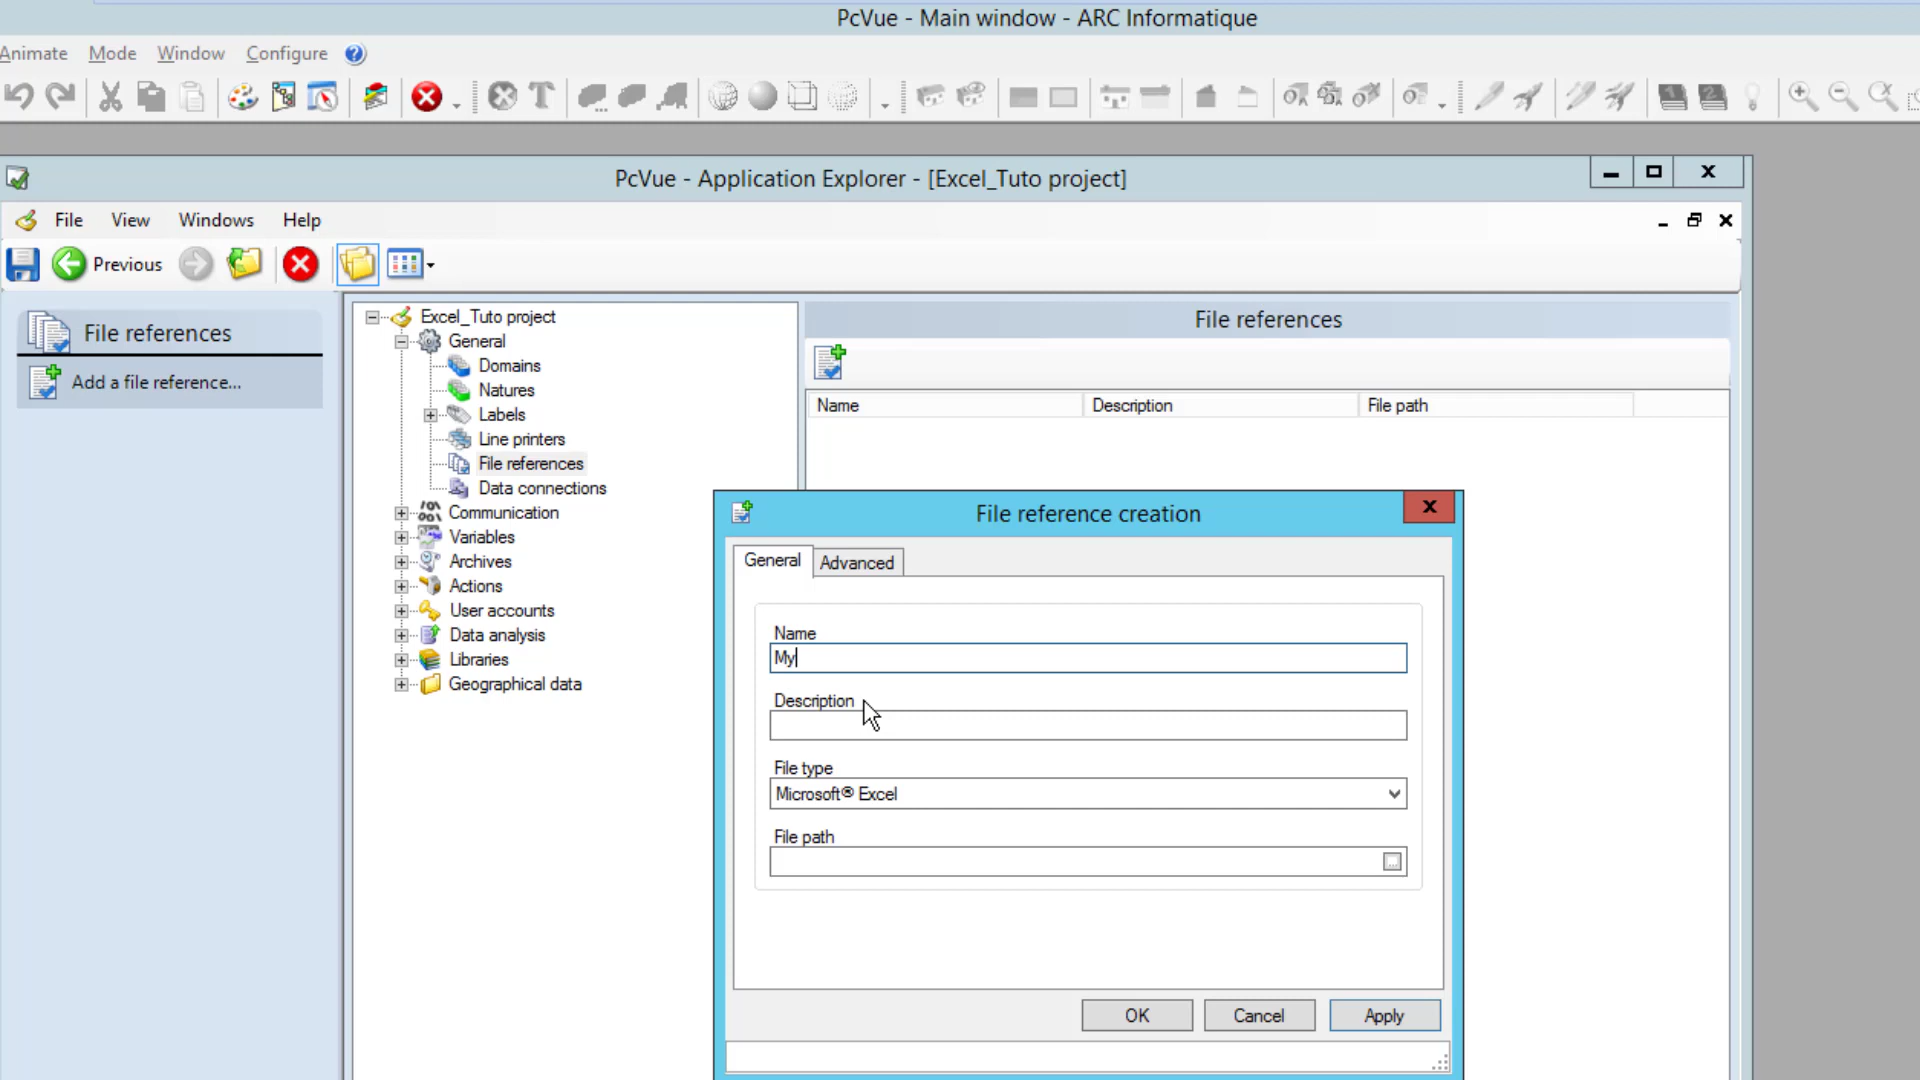 PcVue - Main window - ARC Informatique
Animate Mode Window Configure
PcVue - Application Explorer - [Excel_Tuto project]
File View Windows Help
Previous
File references
Add a file reference...
Excel_Tuto project
General
Domains
Natures
Labels
Line printers
File references
Data connections
Communication
Variables
Archives
Actions
User accounts
Data analysis
Libraries
Geographical data
File references
Name Description File path
File reference creation
General Advanced
Name
My
Description
File type
Microsoft® Excel
File path
...
OK Cancel Apply